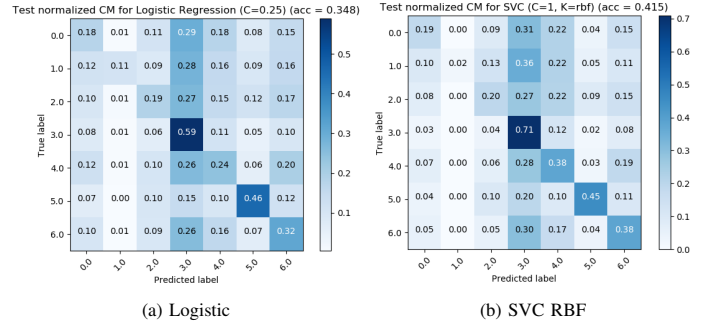 Test normalized CM for Logistic Regression (C=0.25) (acc = 0.348)
0.0 0.18 0.01 0.11 0.29 0.18 0.08 0.15
1.0 0.12 0.11 0.09 0.28 0.16 0.09 0.16
2.0 0.10 0.01 0.19 0.27 0.15 0.12 0.17
3.0 0.08 0.01 0.06 0.59 0.11 0.05 0.10
4.0 0.12 0.01 0.10 0.26 0.24 0.06 0.20
5.0 0.07 0.00 0.10 0.15 0.10 0.46 0.12
6.0 0.10 0.01 0.09 0.26 0.16 0.07 0.32
True label
0.0 1.0 2.0 3.0 4.0 5.0 6.0
Predicted label
0.5
0.4
0.3
0.2
0.1
(a) Logistic
Test normalized CM for SVC (C=1, K=rbf) (acc = 0.415)
0.0 0.19 0.00 0.09 0.31 0.22 0.04 0.15
1.0 0.10 0.02 0.13 0.36 0.22 0.05 0.11
2.0 0.08 0.00 0.20 0.27 0.22 0.09 0.15
3.0 0.03 0.00 0.04 0.71 0.12 0.02 0.08
4.0 0.07 0.00 0.06 0.28 0.38 0.03 0.19
5.0 0.04 0.00 0.10 0.20 0.10 0.45 0.11
6.0 0.05 0.00 0.05 0.30 0.17 0.04 0.38
True label
0.0 1.0 2.0 3.0 4.0 5.0 6.0
Predicted label
0.7
0.6
0.5
0.4
0.3
0.2
0.1
0.0
(b) SVC RBF